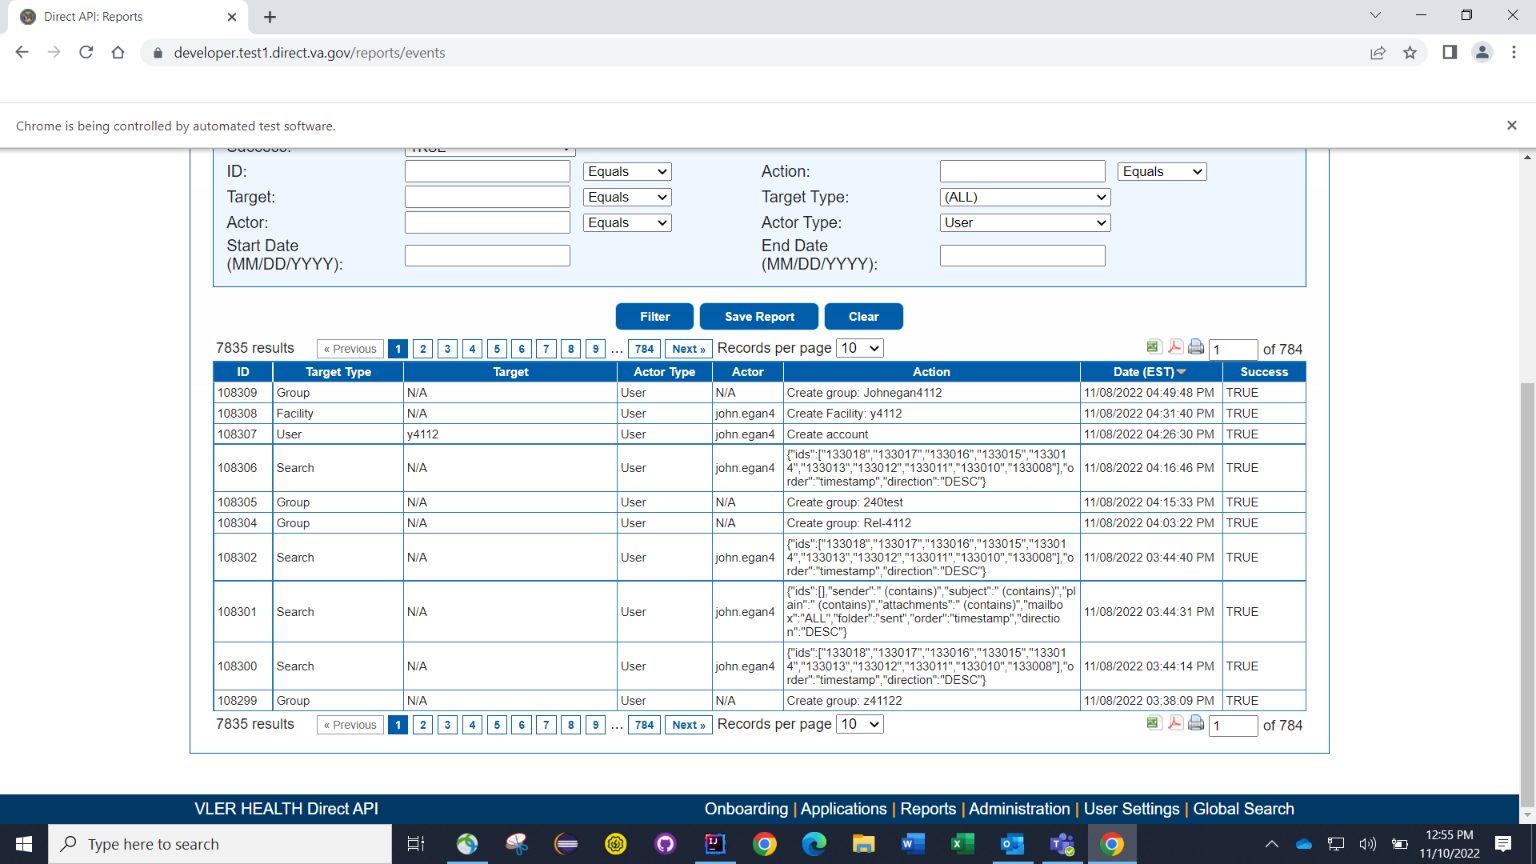 Direct API: Reports
developer.test1.direct.va.gov/reports/events
Chrome is being controlled by automated test software.
Success: TRUE
ID: Equals Action: Equals
Target: Equals Target Type: (ALL)
Actor: Equals Actor Type: User
Start Date End Date
(MM/DD/YYYY): (MM/DD/YYYY):
Filter Save Report Clear
7835 results « Previous 1 2 3 4 5 6 7 8 9 ... 784 Next » Records per page 10 1 of 784
ID Target Type Target Actor Type Actor Action Date (EST) Success
108309 Group N/A User N/A Create group: Johnegan4112 11/08/2022 04:49:48 PM TRUE
108308 Facility N/A User john.egan4 Create Facility: y4112 11/08/2022 04:31:40 PM TRUE
108307 User y4112 User john.egan4 Create account 11/08/2022 04:26:30 PM TRUE
{"ids":["133018","133017","133016","133015","13301
108306 Search N/A User john.egan4 4","133013","133012","133011","133010","133008"],"o 11/08/2022 04:16:46 PM TRUE
rder":"timestamp","direction":"DESC"}
108305 Group N/A User N/A Create group: 240test 11/08/2022 04:15:33 PM TRUE
108304 Group N/A User N/A Create group: Rel-4112 11/08/2022 04:03:22 PM TRUE
{"ids":["133018","133017","133016","133015","13301
108302 Search N/A User john.egan4 4","133013","133012","133011","133010","133008"],"o 11/08/2022 03:44:40 PM TRUE
rder":"timestamp","direction":"DESC"}
{"ids":[],"sender":" (contains)","subject":" (contains)","pl
ain":" (contains)","attachments":" (contains)","mailbo
108301 Search N/A User john.egan4 x":"ALL","folder":"sent","order":"timestamp","directio 11/08/2022 03:44:31 PM TRUE
n":"DESC"}
{"ids":["133018","133017","133016","133015","13301
108300 Search N/A User john.egan4 4","133013","133012","133011","133010","133008"],"o 11/08/2022 03:44:14 PM TRUE
rder":"timestamp","direction":"DESC"}
108299 Group N/A User N/A Create group: z41122 11/08/2022 03:38:09 PM TRUE
7835 results « Previous 1 2 3 4 5 6 7 8 9 ... 784 Next » Records per page 10 1 of 784
VLER HEALTH Direct API Onboarding | Applications | Reports | Administration | User Settings | Global Search
Type here to search
12:55 PM
11/10/2022